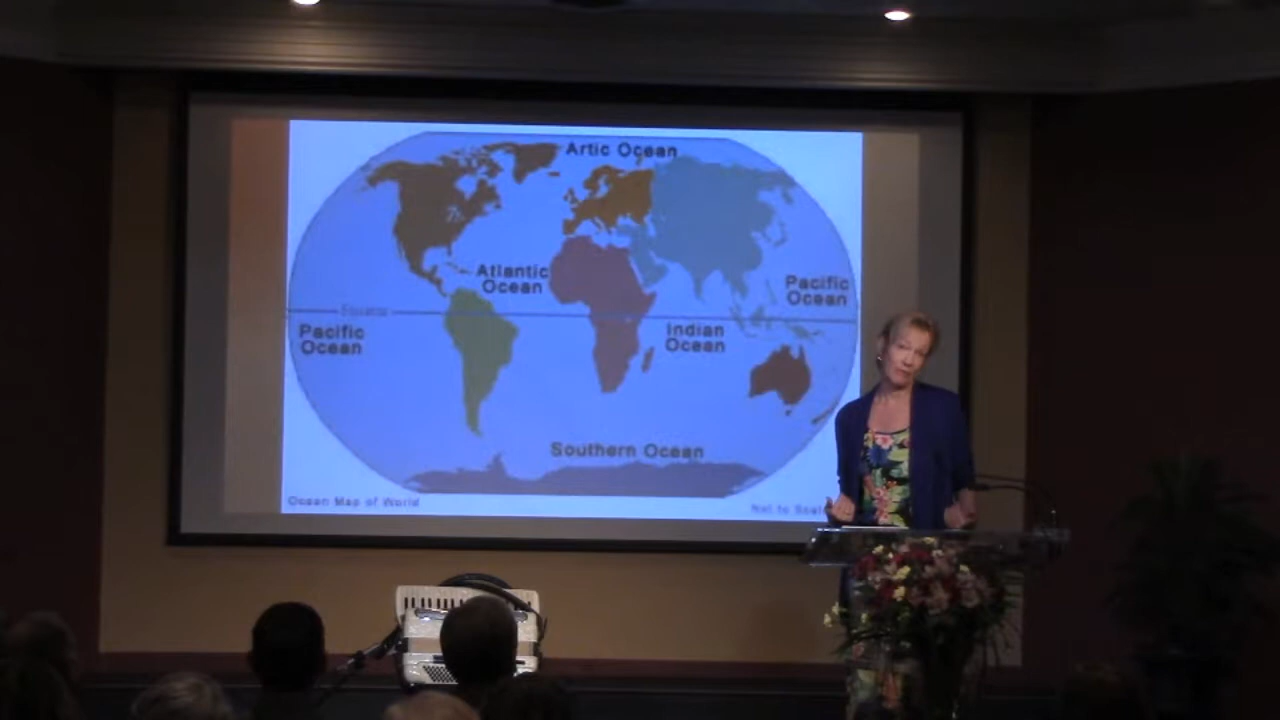 Artic Ocean
Atlantic
Ocean
Pacific
Ocean
Equator
Pacific
Ocean
Indian
Ocean
Southern Ocean
Ocean Map of World
Not to Scale